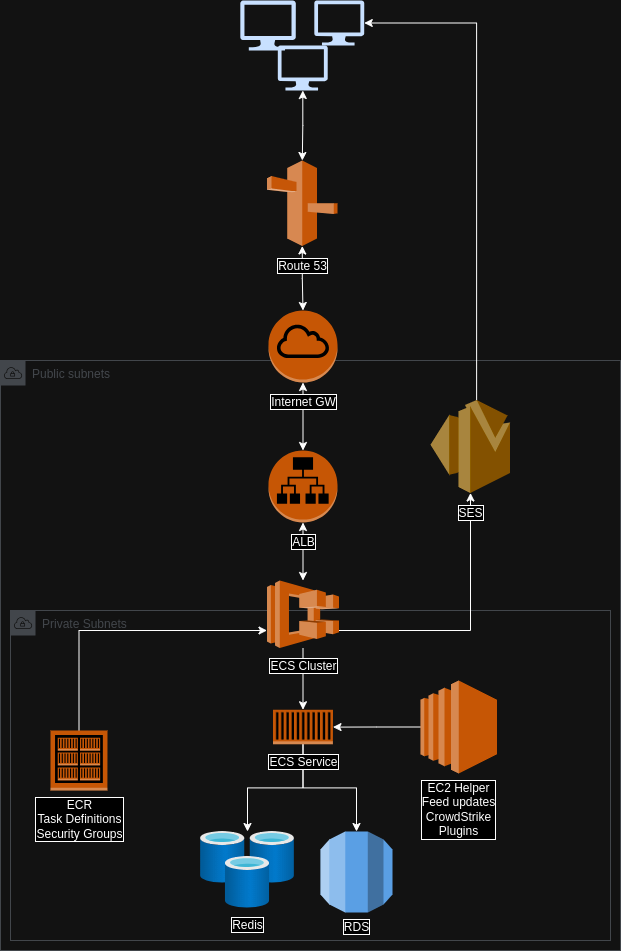 Route 53
Public subnets
Internet GW
SES
ALB
Private Subnets
ECS Cluster
ECS Service
ECR
Task Definitions
Security Groups
EC2 Helper
Feed updates
CrowdStrike
Plugins
Redis
RDS